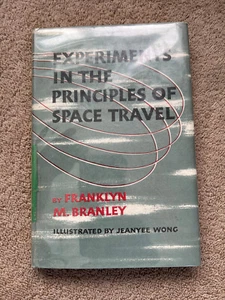 EXPERIMENTS
IN THE
PRINCIPLES OF
SPACE TRAVEL
BY FRANKLYN
M. BRANLEY
ILLUSTRATED BY JEANYEE WONG